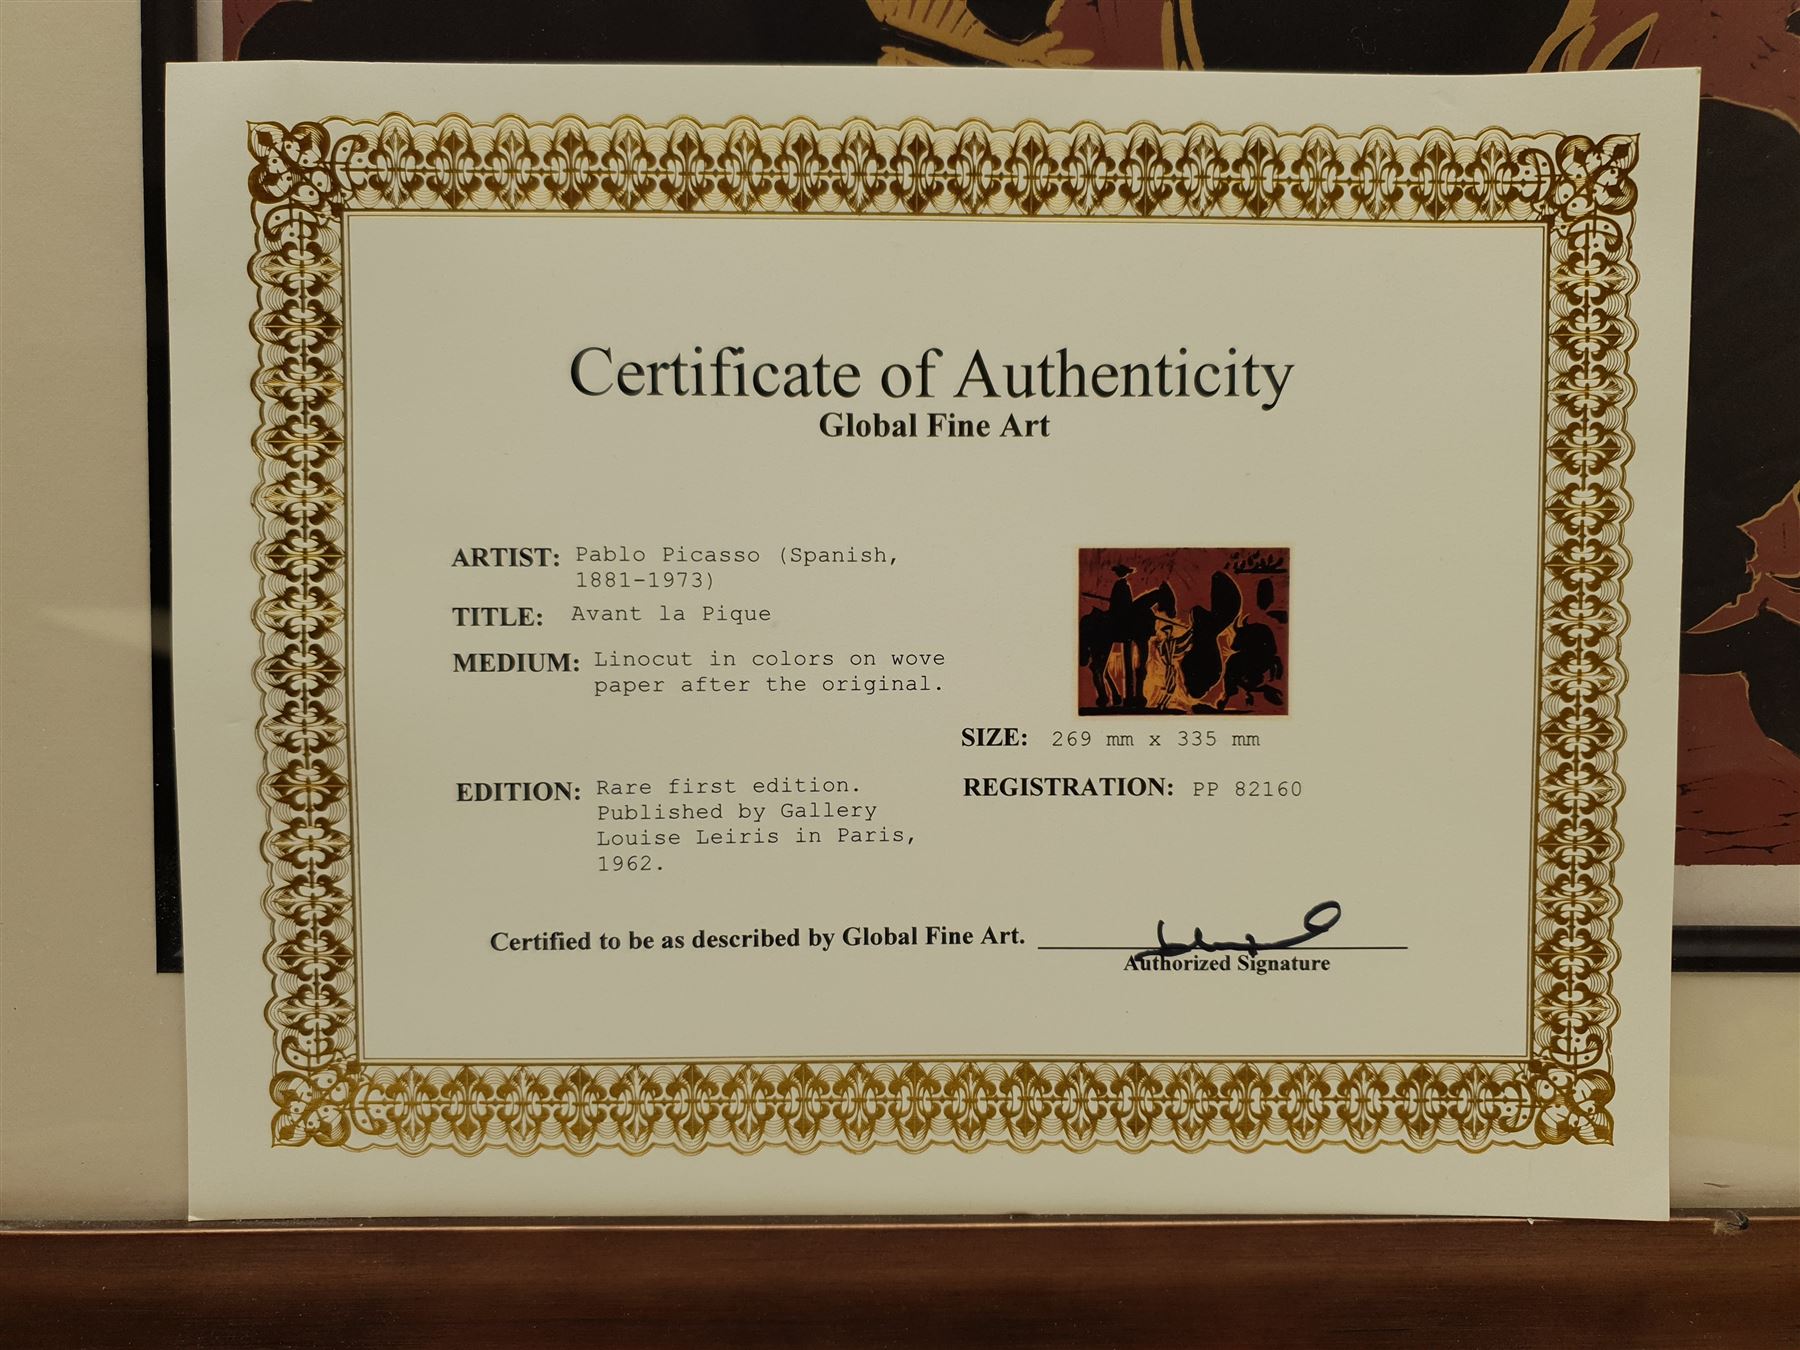 Certificate of Authenticity
Global Fine Art
ARTIST: Pablo Picasso (Spanish,
1881-1973)
TITLE: Avant la Pique
MEDIUM: Linocut in colors on wove
paper after the original.
SIZE: 269 mm x 335 mm
EDITION: Rare first edition.
Published by Gallery
Louise Leiris in Paris,
1962.
REGISTRATION: PP 82160
Certified to be as described by Global Fine Art.
Authorized Signature